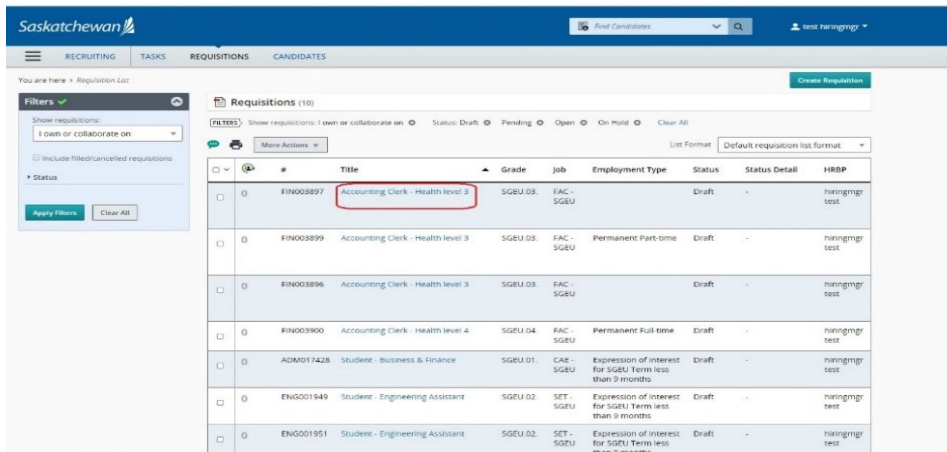 Saskatchewan
Find Candidates
test hiringmgr
RECRUITING TASKS REQUISITIONS CANDIDATES
You are here > Requisition List
Create Requisition
Filters
Show requisitions:
I own or collaborate on
Include filled/cancelled requisitions
Status
Apply Filters Clear All
Requisitions (10)
FILTERS Show requisitions: I own or collaborate on Status: Draft Pending Open On Hold Clear All
More Actions List Format Default requisition list format
# Title Grade Job Employment Type Status Status Detail HRBP
0 FIN003897 Accounting Clerk - Health level 3 SGEU.03. FAC - Draft - hiringmgr
SGEU test
0 FIN003899 Accounting Clerk - Health level 3 SGEU.03. FAC - Permanent Part-time Draft - hiringmgr
SGEU test
0 FIN003896 Accounting Clerk - Health level 3 SGEU.03. FAC - Draft - hiringmgr
SGEU test
0 FIN003900 Accounting Clerk - Health level 4 SGEU.04. FAC - Permanent Full-time Draft - hiringmgr
SGEU test
0 ADM017428 Student - Business & Finance SGEU.01. CAE - Expression of Interest Draft - hiringmgr
SGEU for SGEU Term less test
than 9 months
0 ENG001949 Student - Engineering Assistant SGEU.02. SET - Expression of Interest Draft - hiringmgr
SGEU for SGEU Term less test
than 9 months
0 ENG001951 Student - Engineering Assistant SGEU.02. SET - Expression of Interest Draft - hiringmgr
SGEU for SGEU Term less test
than 9 months